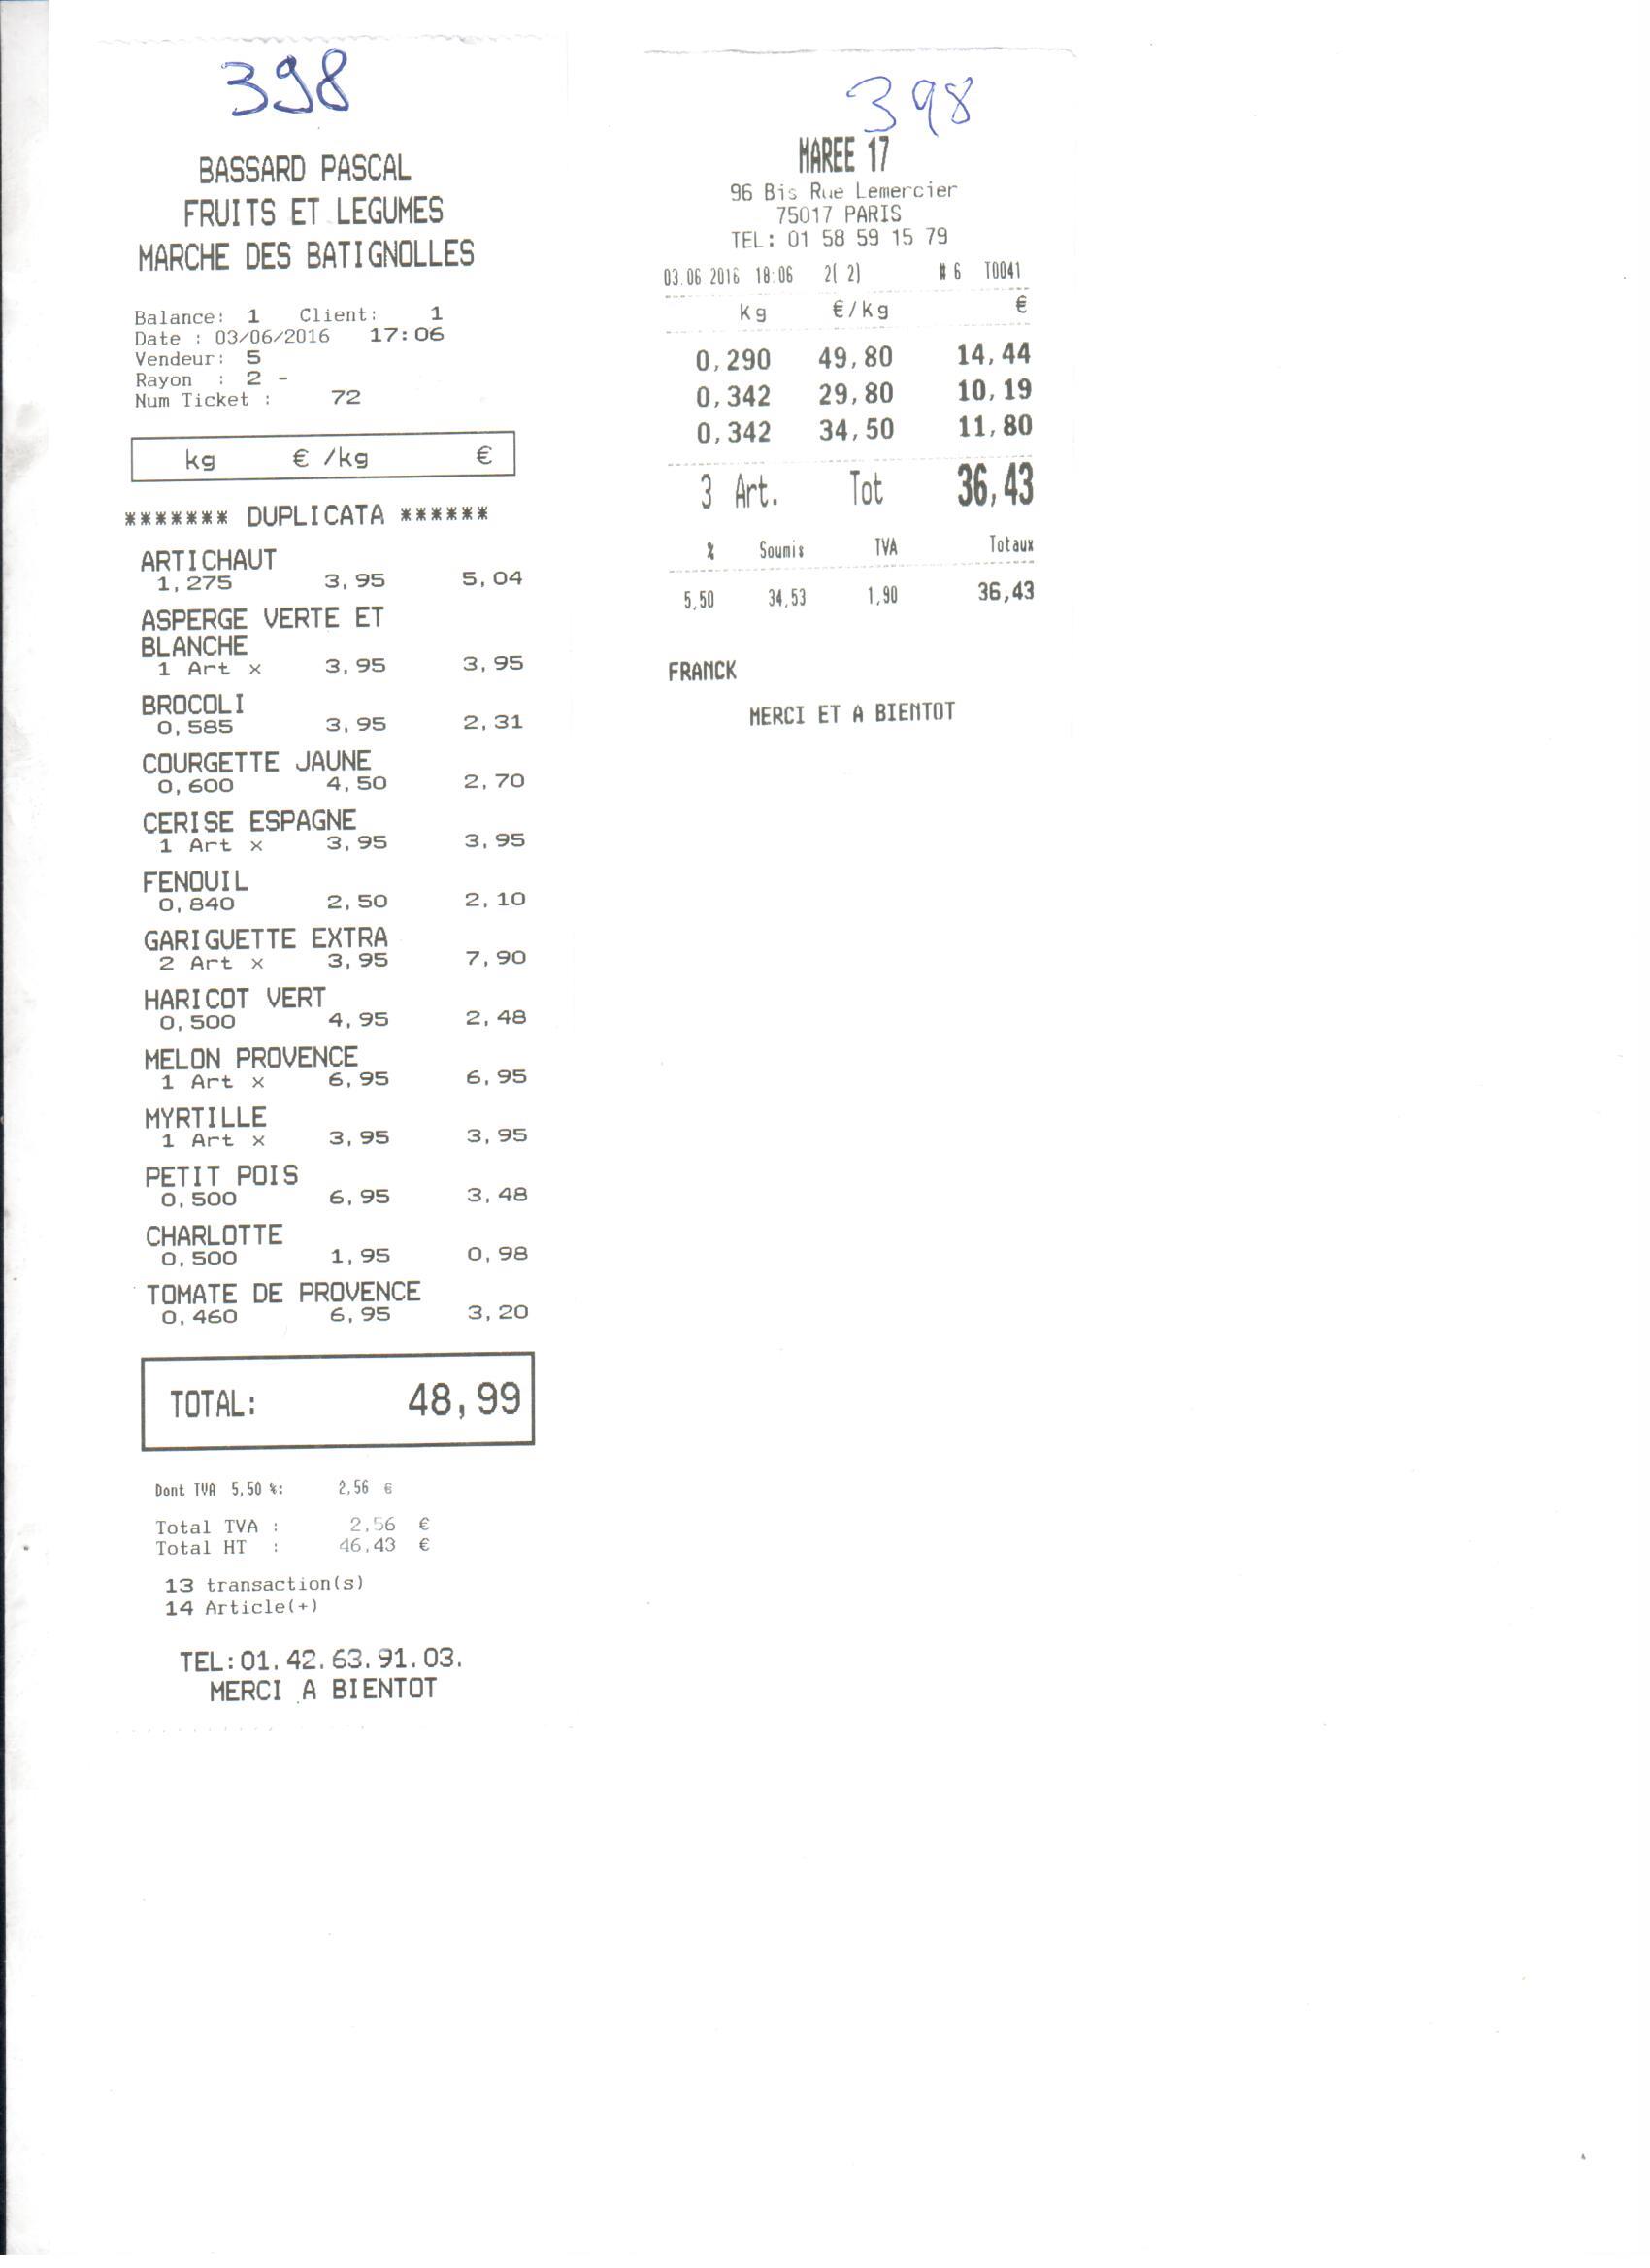 398
BASSARD PASCAL
FRUITS ET LEGUMES
MARCHE DES BATIGNOLLES
Balance: 1 Client: 1
Date : 03/06/2016 17:06
Vendeur: 5
Rayon : 2 -
Num Ticket : 72
kg € /kg €
******* DUPLICATA ******
ARTICHAUT
1,275 3,95 5,04
ASPERGE VERTE ET
BLANCHE
1 Art x 3,95 3,95
BROCOLI
0,585 3,95 2,31
COURGETTE JAUNE
0,600 4,50 2,70
CERISE ESPAGNE
1 Art x 3,95 3,95
FENOUIL
0,840 2,50 2,10
GARIGUETTE EXTRA
2 Art x 3,95 7,90
HARICOT VERT
0,500 4,95 2,48
MELON PROVENCE
1 Art x 6,95 6,95
MYRTILLE
1 Art x 3,95 3,95
PETIT POIS
0,500 6,95 3,48
CHARLOTTE
0,500 1,95 0,98
TOMATE DE PROVENCE
0,460 6,95 3,20
TOTAL: 48,99
Dont TVA 5,50 %: 2,56 €
Total TVA : 2,56 €
Total HT : 46,43 €
13 transaction(s)
14 Article(+)
TEL:01.42.63.91.03.
MERCI A BIENTOT
398
MAREE 17
96 Bis Rue Lemercier
75017 PARIS
TEL: 01 58 59 15 79
03.06 2016 18:06 2( 2) # 6 T0041
kg €/kg €
0,290 49,80 14,44
0,342 29,80 10,19
0,342 34,50 11,80
3 Art. Tot 36,43
% Soumis TVA Totaux
5,50 34,53 1,90 36,43
FRANCK
MERCI ET A BIENTOT